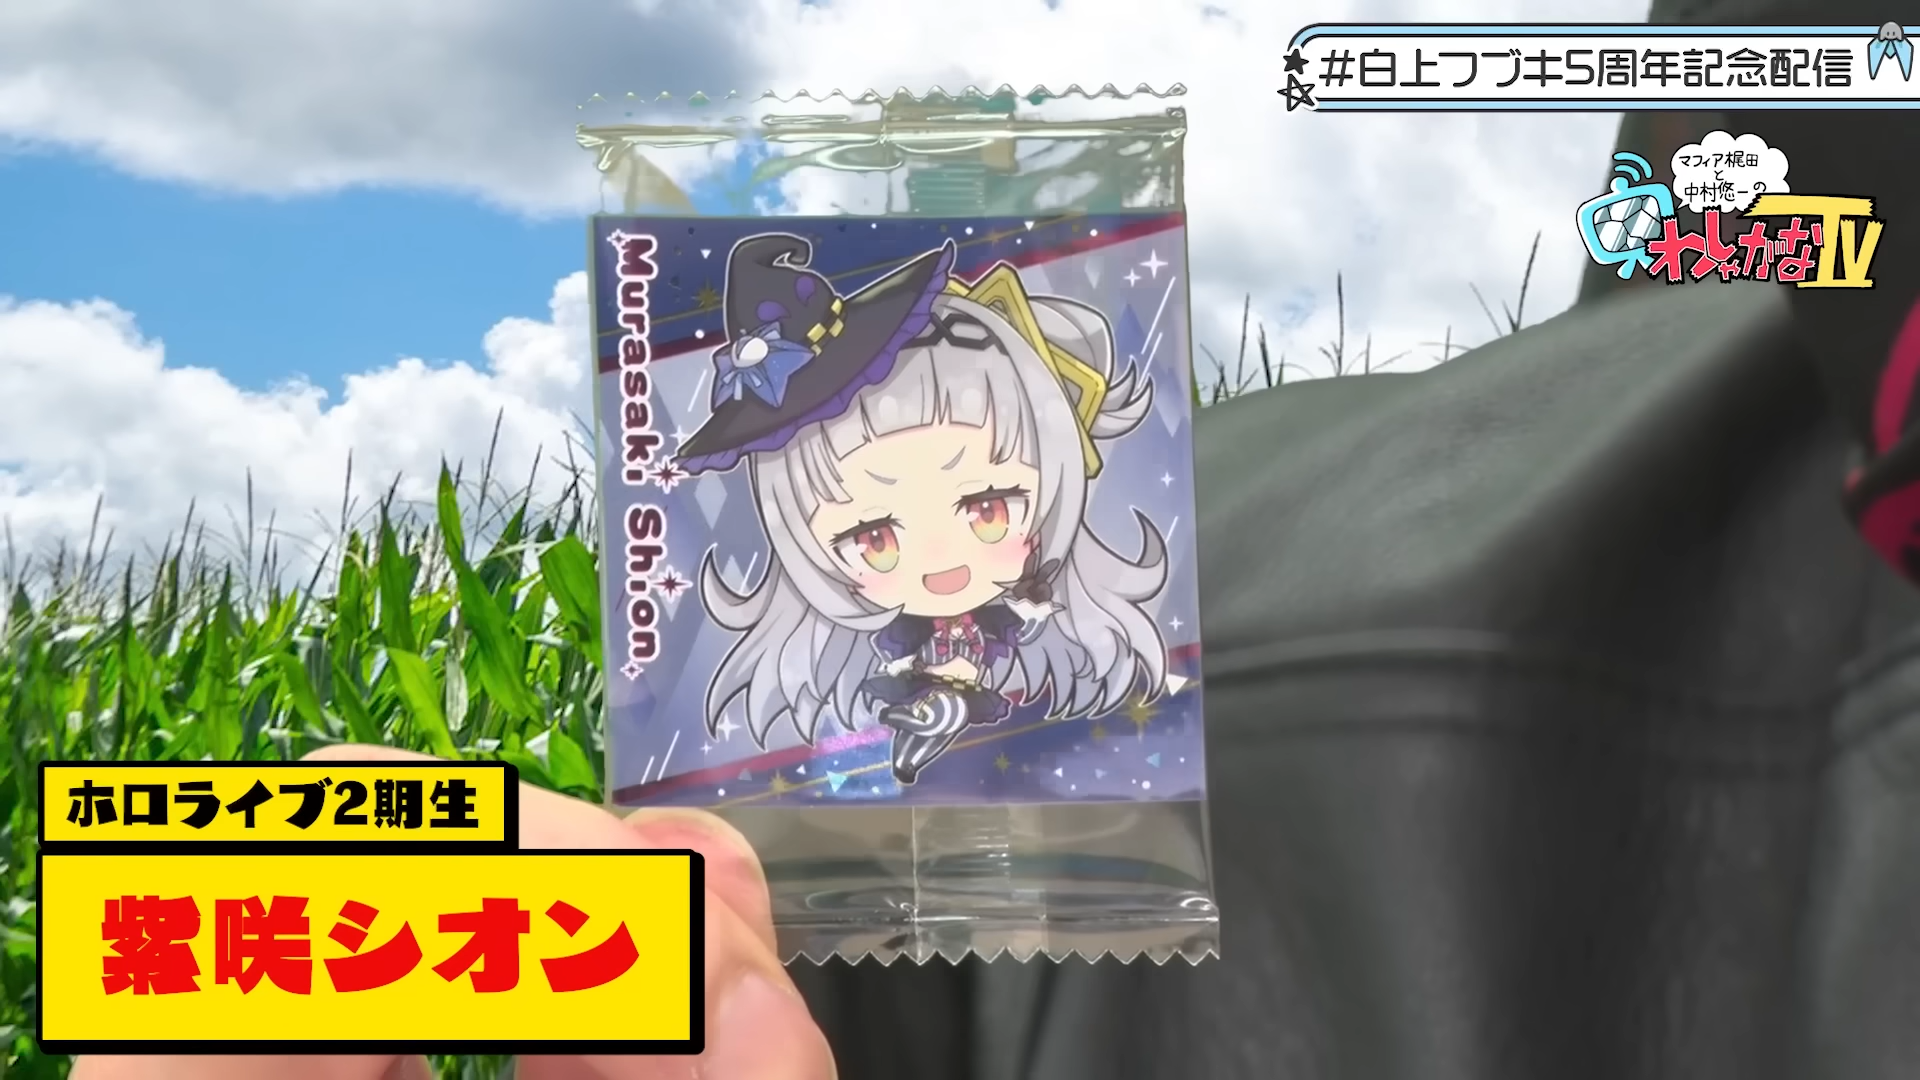 #白上フブキ5周年記念配信
マフィア梶田
と
中村悠一の
わしゃがなTV
Murasaki Shion
ホロライブ2期生
紫咲シオン